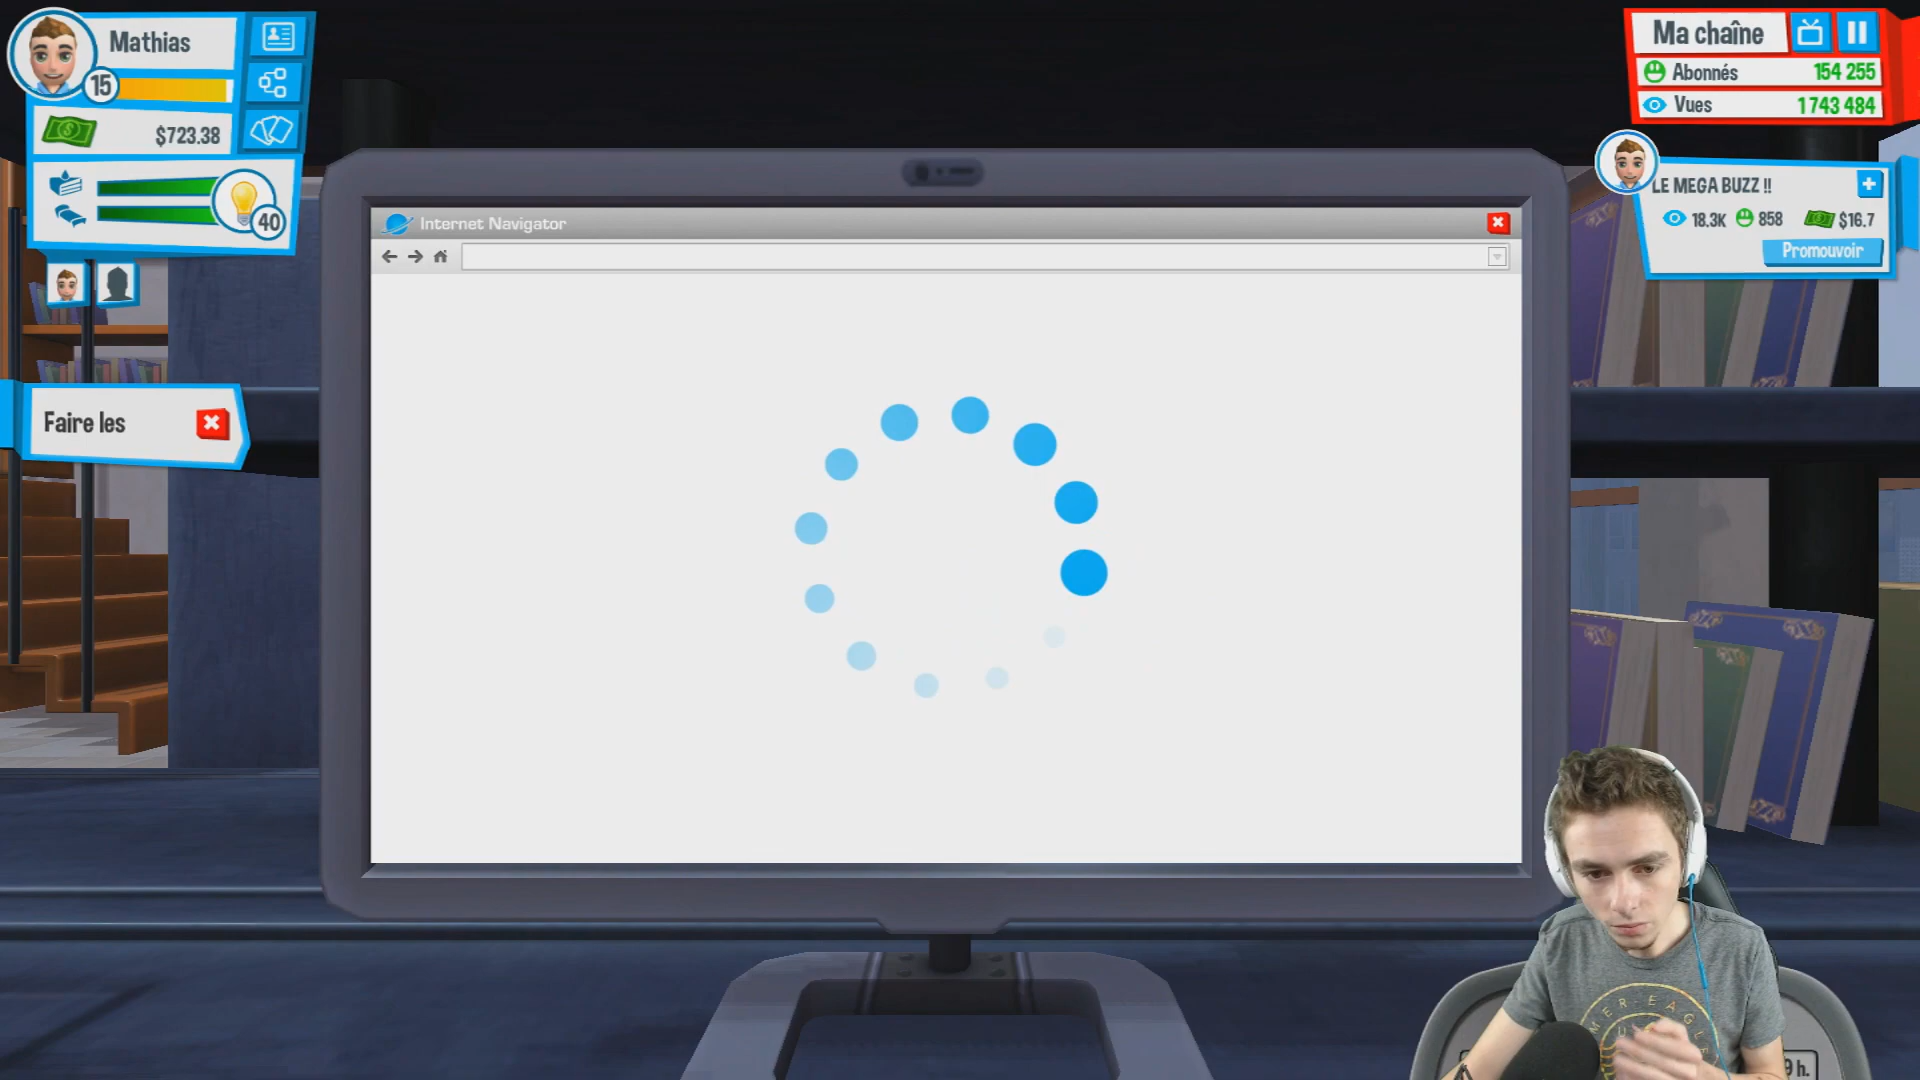 Mathias
15
$723.38
40
Faire les
Internet Navigator
Ma chaîne
Abonnés 154 255
Vues 1 743 484
LE MEGA BUZZ !!
18.3K 858 $16.7
Promouvoir
h.